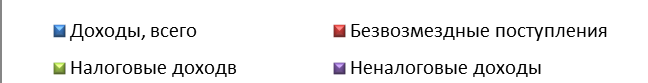 Доходы, всего Безвозмездные поступления
Налоговые доходв Неналоговые доходы